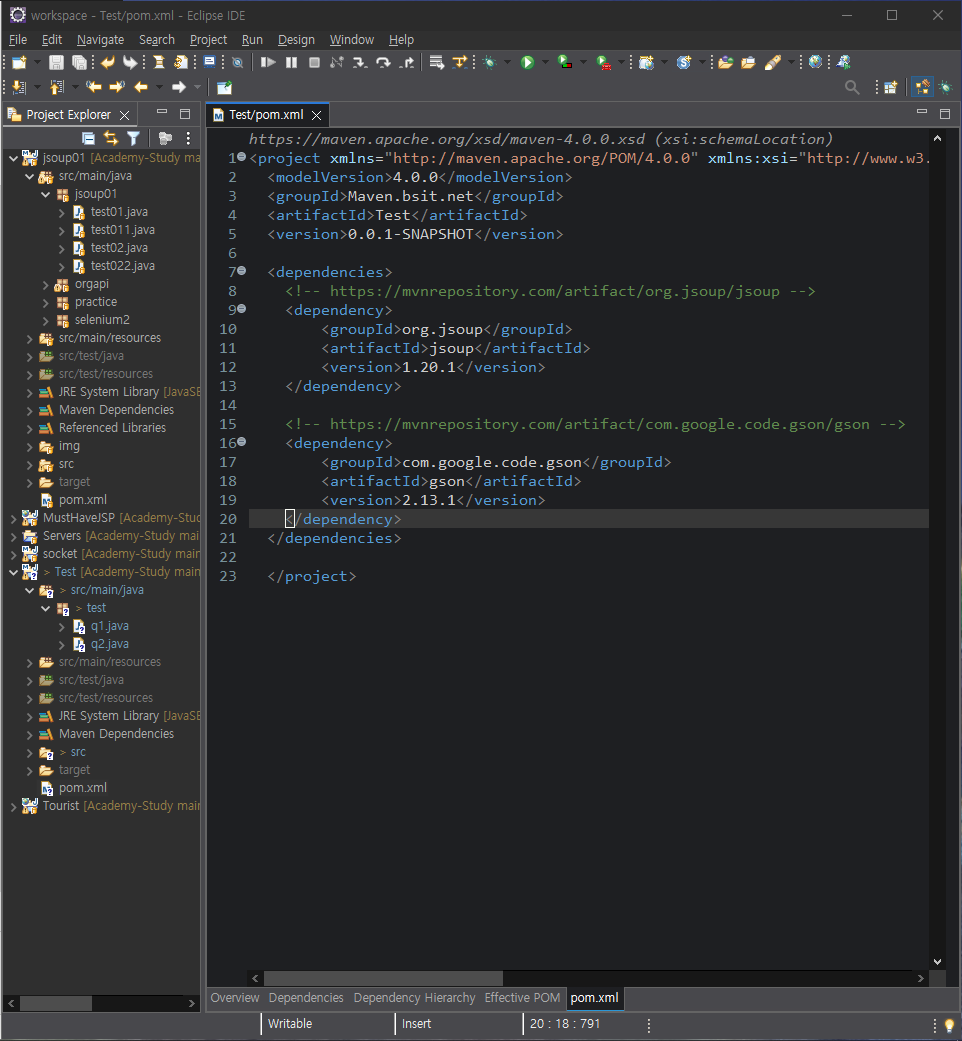 workspace - Test/pom.xml - Eclipse IDE
File Edit Navigate Search Project Run Design Window Help
Project Explorer
jsoup01 [Academy-Study ma
src/main/java
jsoup01
test01.java
test011.java
test02.java
test022.java
orgapi
practice
selenium2
src/main/resources
src/test/java
src/test/resources
JRE System Library [JavaSE
Maven Dependencies
Referenced Libraries
img
src
target
pom.xml
MustHaveJSP [Academy-Stud
Servers [Academy-Study mai
socket [Academy-Study main
> Test [Academy-Study main
> src/main/java
> test
q1.java
q2.java
src/main/resources
src/test/java
src/test/resources
JRE System Library [JavaSE
Maven Dependencies
> src
target
pom.xml
Tourist [Academy-Study main
Test/pom.xml
https://maven.apache.org/xsd/maven-4.0.0.xsd (xsi:schemaLocation)
1 <project xmlns="http://maven.apache.org/POM/4.0.0" xmlns:xsi="http://www.w3.
2 <modelVersion>4.0.0</modelVersion>
3 <groupId>Maven.bsit.net</groupId>
4 <artifactId>Test</artifactId>
5 <version>0.0.1-SNAPSHOT</version>
6
7 <dependencies>
8 <!-- https://mvnrepository.com/artifact/org.jsoup/jsoup -->
9 <dependency>
10 <groupId>org.jsoup</groupId>
11 <artifactId>jsoup</artifactId>
12 <version>1.20.1</version>
13 </dependency>
14
15 <!-- https://mvnrepository.com/artifact/com.google.code.gson/gson -->
16 <dependency>
17 <groupId>com.google.code.gson</groupId>
18 <artifactId>gson</artifactId>
19 <version>2.13.1</version>
20 </dependency>
21 </dependencies>
22
23 </project>
Overview Dependencies Dependency Hierarchy Effective POM pom.xml
Writable Insert 20 : 18 : 791